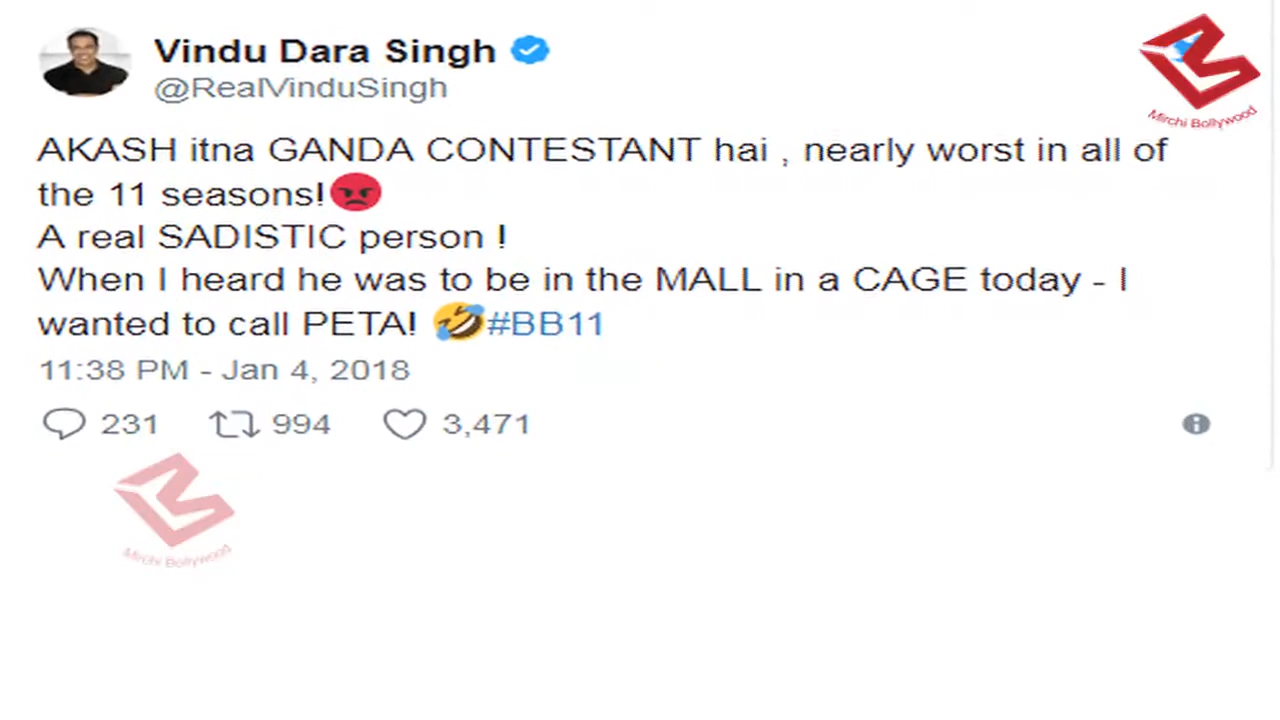 Vindu Dara Singh
@RealVinduSingh
Mirchi Bollywood
AKASH itna GANDA CONTESTANT hai , nearly worst in all of
the 11 seasons!😡
A real SADISTIC person !
When I heard he was to be in the MALL in a CAGE today - I
wanted to call PETA! 🤣#BB11
11:38 PM - Jan 4, 2018
231 994 3,471
Mirchi Bollywood